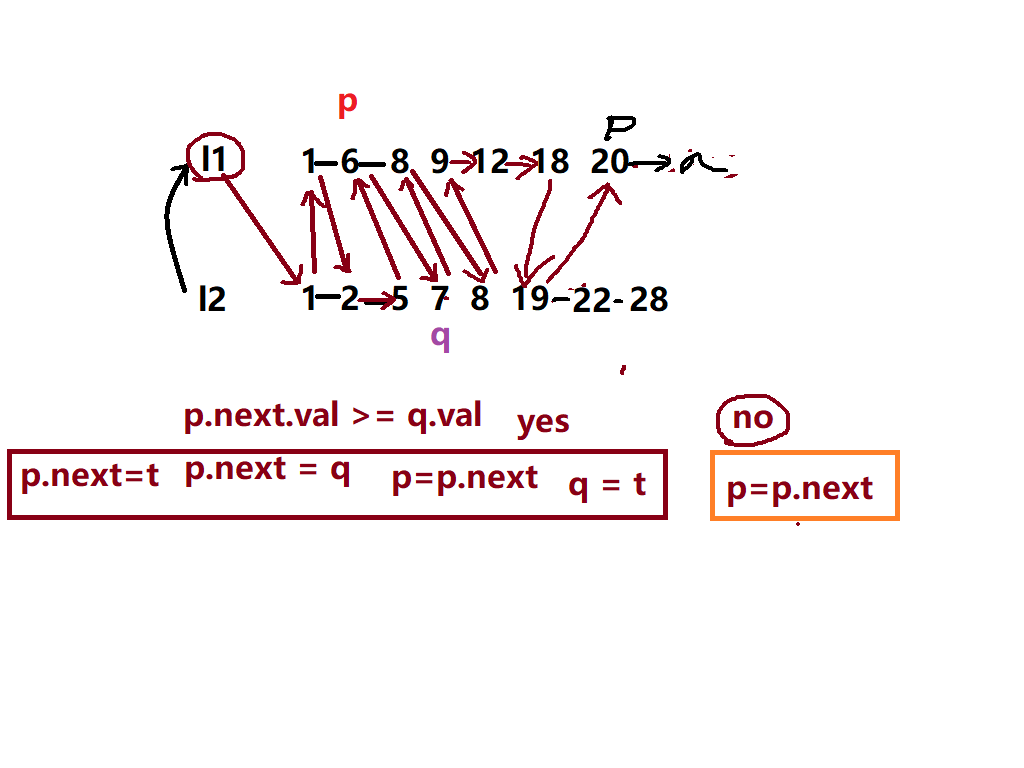 p
P
l1 1 6 8 9 12 18 20
l2 1 2 5 7 8 19 22 28
q
p.next.val >= q.val yes no
p.next=t p.next = q p=p.next q = t p=p.next